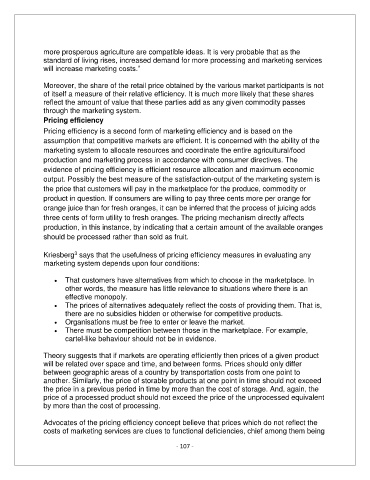 more prosperous agriculture are compatible ideas. It is very probable that as the
standard of living rises, increased demand for more processing and marketing services
will increase marketing costs."
Moreover, the share of the retail price obtained by the various market participants is not
of itself a measure of their relative efficiency. It is much more likely that these shares
reflect the amount of value that these parties add as any given commodity passes
through the marketing system.
Pricing efficiency
Pricing efficiency is a second form of marketing efficiency and is based on the
assumption that competitive markets are efficient. It is concerned with the ability of the
marketing system to allocate resources and coordinate the entire agricultural/food
production and marketing process in accordance with consumer directives. The
evidence of pricing efficiency is efficient resource allocation and maximum economic
output. Possibly the best measure of the satisfaction-output of the marketing system is
the price that customers will pay in the marketplace for the produce, commodity or
product in question. If consumers are willing to pay three cents more per orange for
orange juice than for fresh oranges, it can be inferred that the process of juicing adds
three cents of form utility to fresh oranges. The pricing mechanism directly affects
production, in this instance, by indicating that a certain amount of the available oranges
should be processed rather than sold as fruit.
Kriesberg³ says that the usefulness of pricing efficiency measures in evaluating any
marketing system depends upon four conditions:
• That customers have alternatives from which to choose in the marketplace. In
other words, the measure has little relevance to situations where there is an
effective monopoly.
• The prices of alternatives adequately reflect the costs of providing them. That is,
there are no subsidies hidden or otherwise for competitive products.
• Organisations must be free to enter or leave the market.
• There must be competition between those in the marketplace. For example,
cartel-like behaviour should not be in evidence.
Theory suggests that if markets are operating efficiently then prices of a given product
will be related over space and time, and between forms. Prices should only differ
between geographic areas of a country by transportation costs from one point to
another. Similarly, the price of storable products at one point in time should not exceed
the price in a previous period in time by more than the cost of storage. And, again, the
price of a processed product should not exceed the price of the unprocessed equivalent
by more than the cost of processing.
Advocates of the pricing efficiency concept believe that prices which do not reflect the
costs of marketing services are clues to functional deficiencies, chief among them being
- 107 -